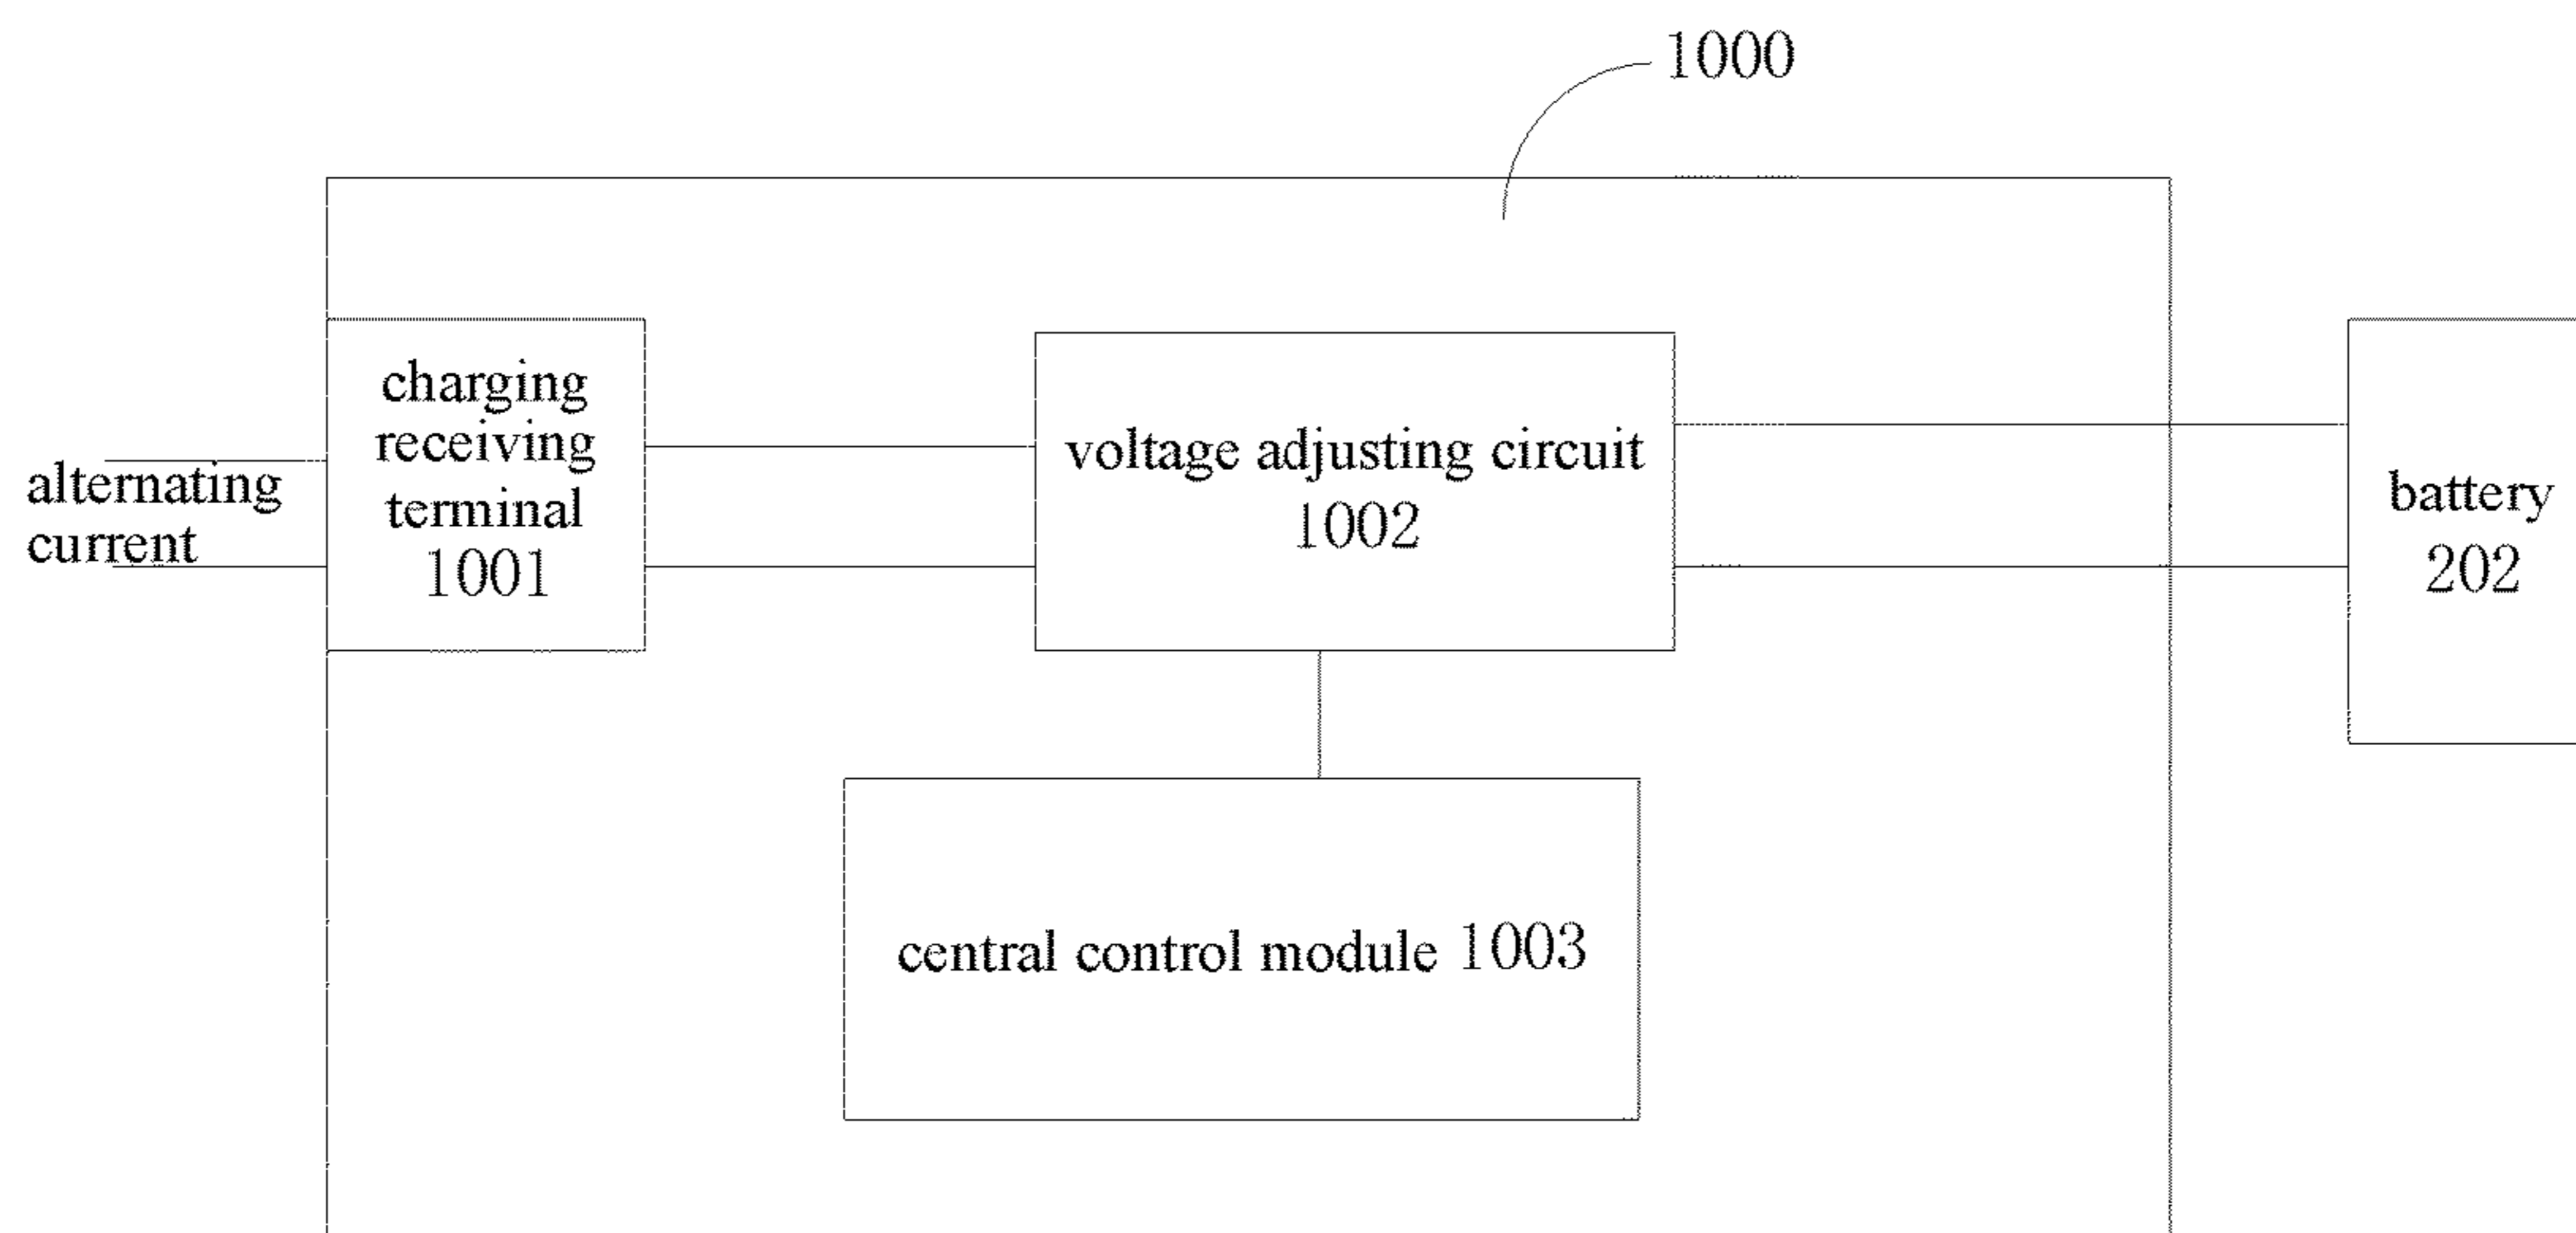 1000
alternating
current
charging
receiving
terminal
1001
voltage adjusting circuit
1002
battery
202
central control module 1003